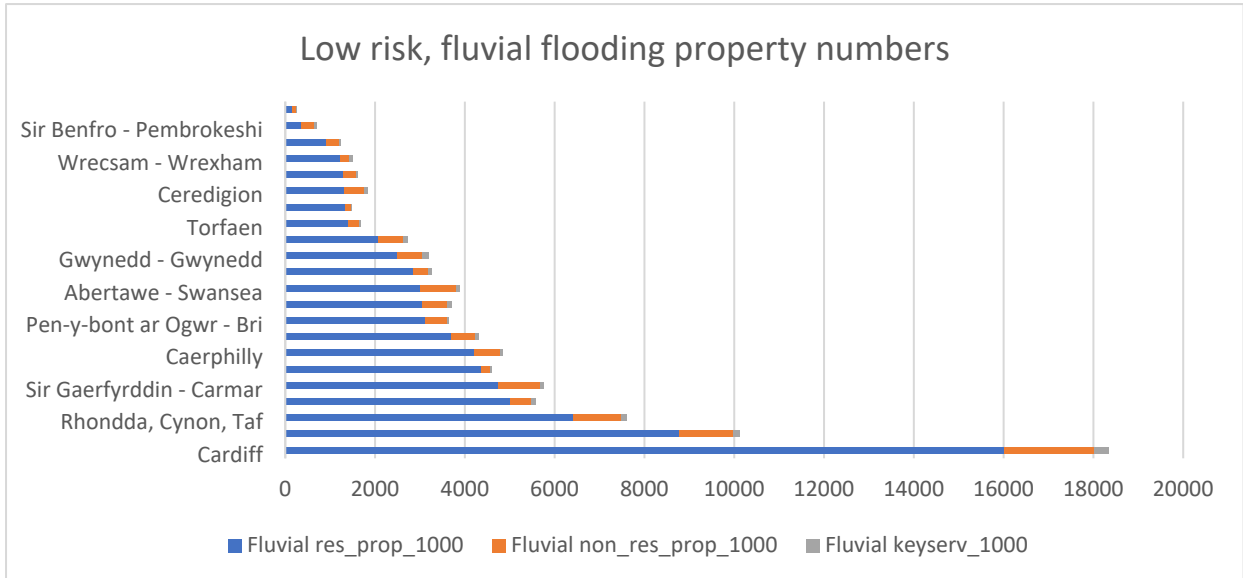 Low risk, fluvial flooding property numbers
Sir Benfro - Pembrokeshi
Wrecsam - Wrexham
Ceredigion
Torfaen
Gwynedd - Gwynedd
Abertawe - Swansea
Pen-y-bont ar Ogwr - Bri
Caerphilly
Sir Gaerfyrddin - Carmar
Rhondda, Cynon, Taf
Cardiff
0 2000 4000 6000 8000 10000 12000 14000 16000 18000 20000
Fluvial res_prop_1000 Fluvial non_res_prop_1000 Fluvial keyserv_1000